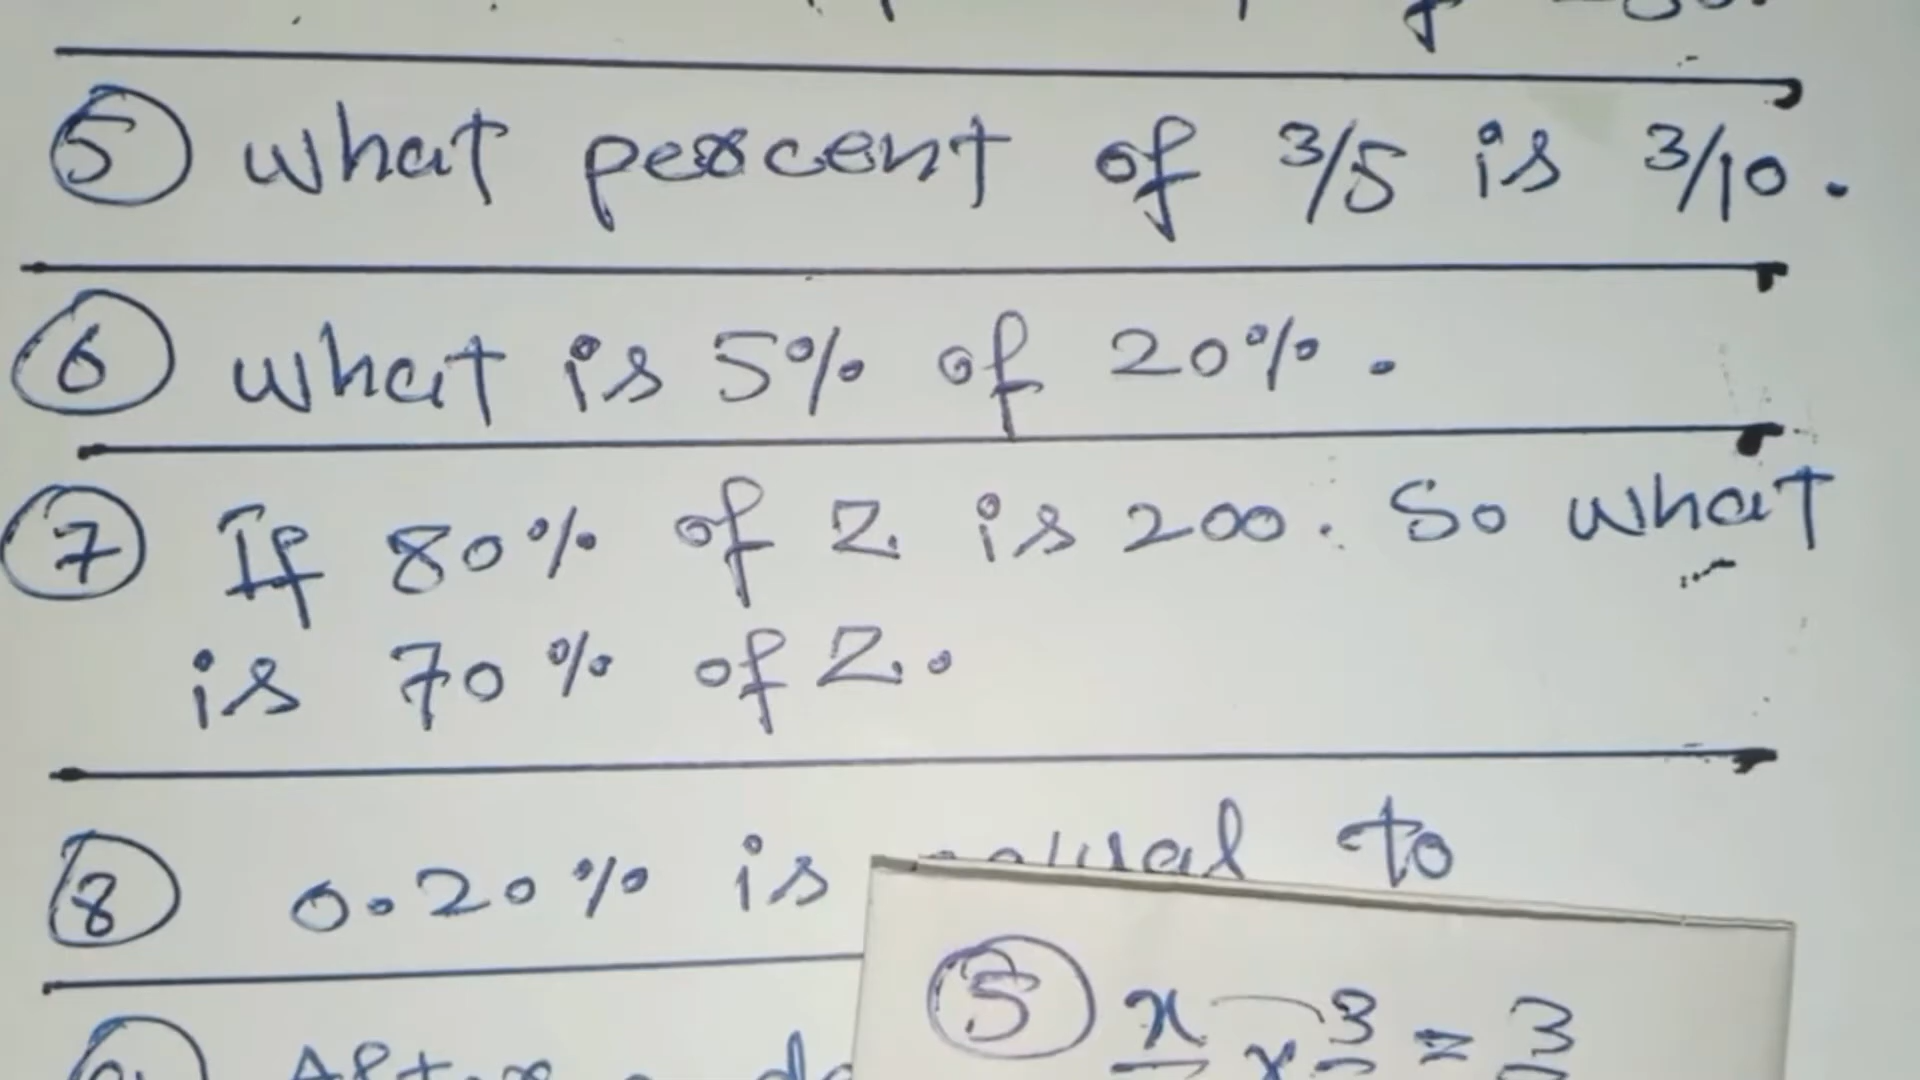 5 what percent of 3/5 is 3/10.
6 what is 5% of 20%.
7 If 80% of Z is 200. So what
is 70% of Z.
8 0.20% is equal to
5 x × 3 = 3